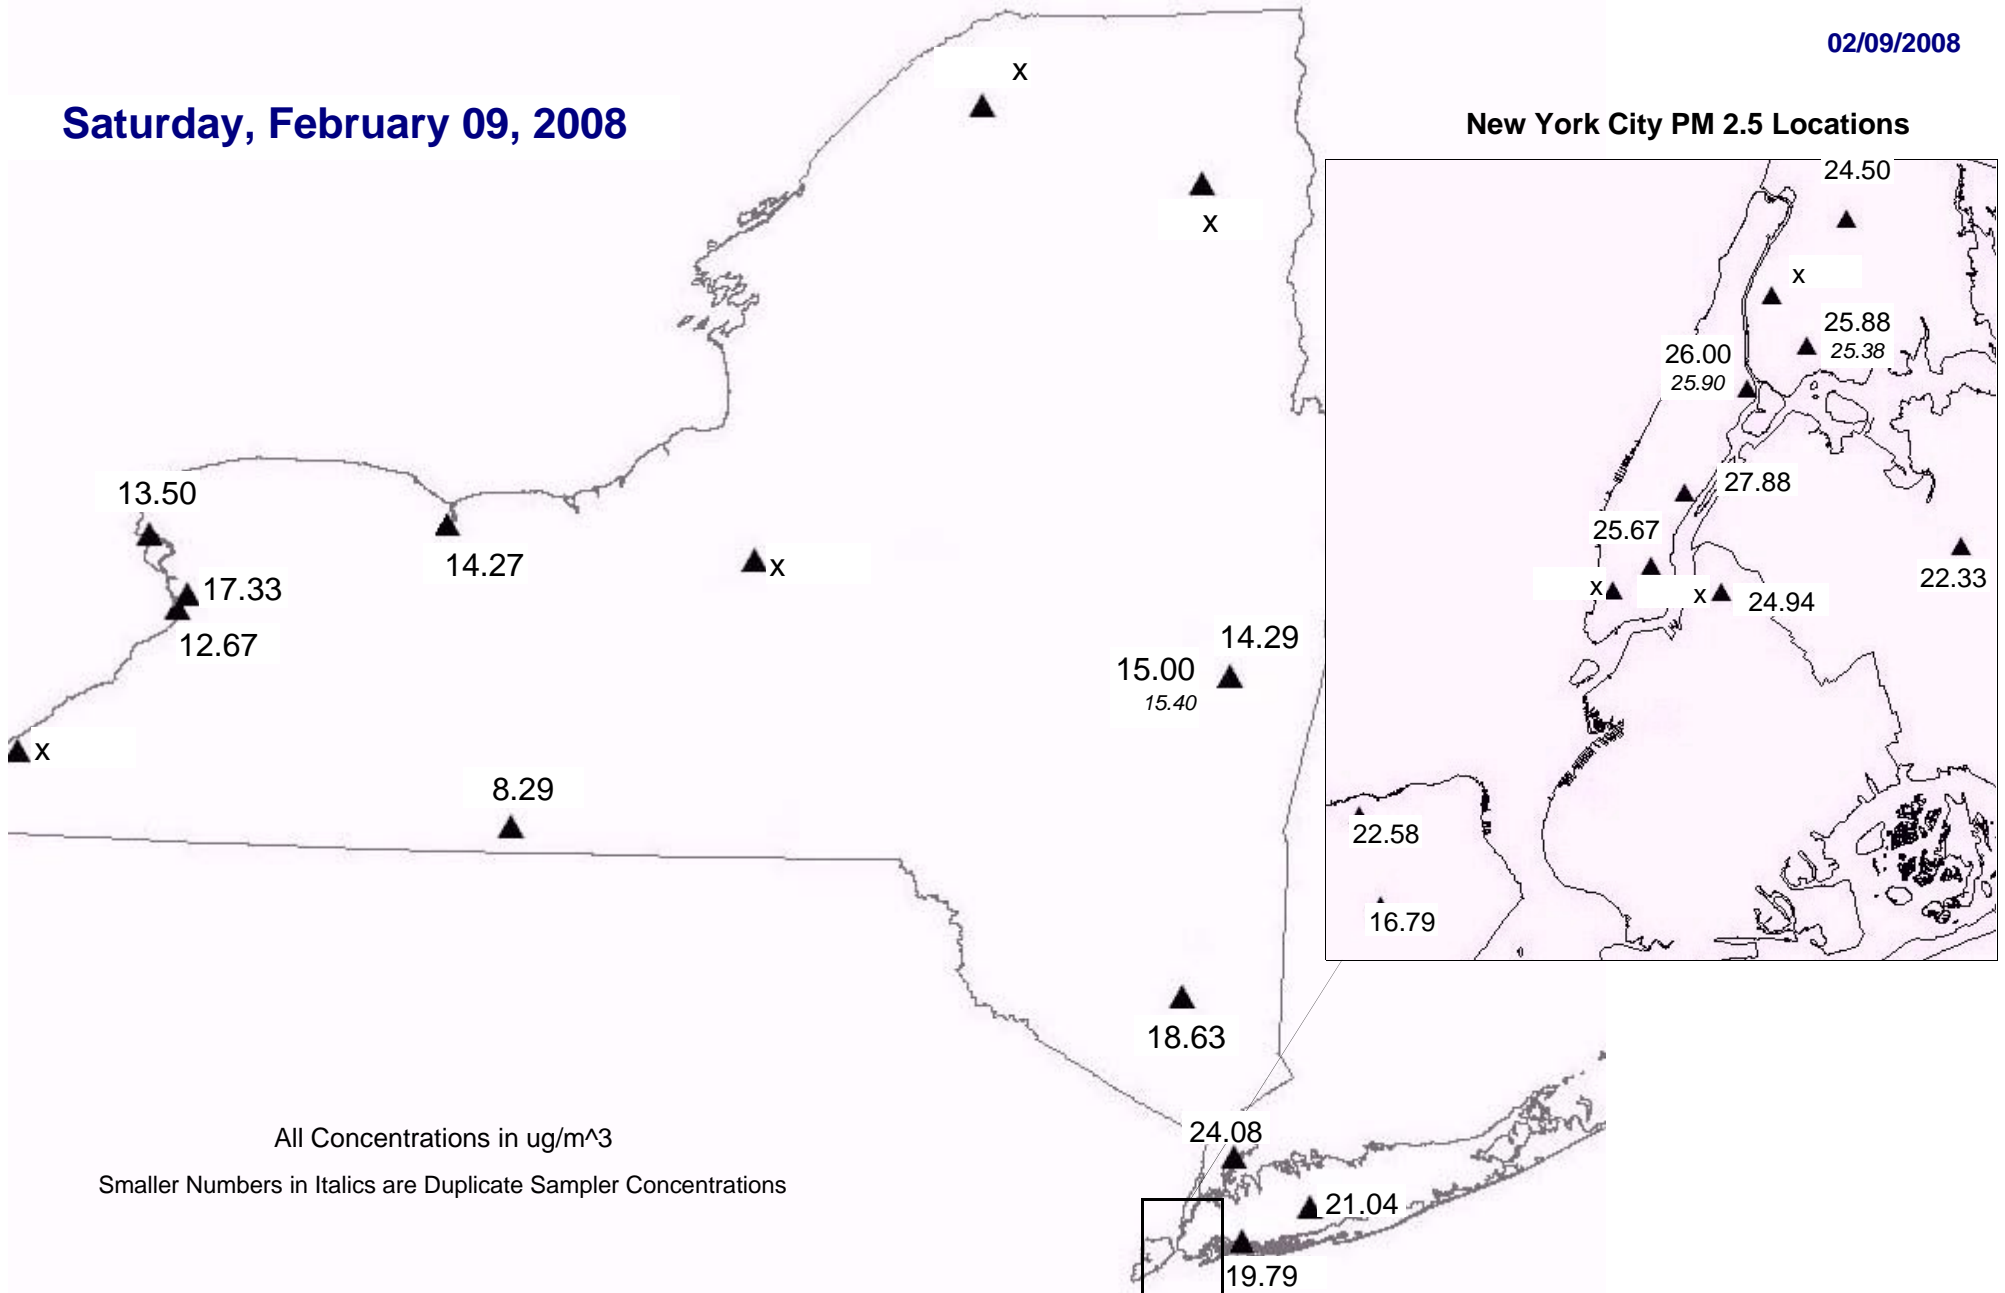 02/09/2008
Saturday, February 09, 2008
New York City PM 2.5 Locations
x
x
13.50
17.33
12.67
14.27
x
14.29
15.00
15.40
x
8.29
18.63
24.08
21.04
19.79
24.50
x
25.88
25.38
26.00
25.90
27.88
25.67
x
x
24.94
22.33
22.58
16.79
All Concentrations in ug/m^3
Smaller Numbers in Italics are Duplicate Sampler Concentrations